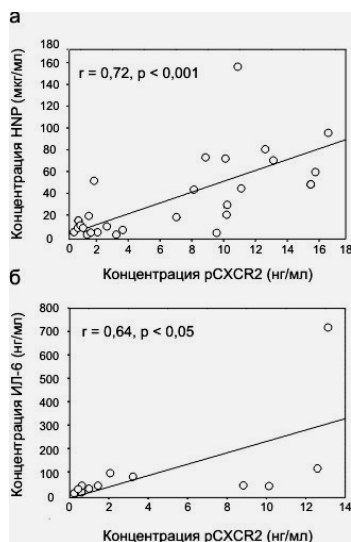 а
Концентрация HNP (мкг/мл)
180
160
140
120
100
80
60
40
20
0
r = 0,72, p < 0,001
0 2 4 6 8 10 12 14 16 18
Концентрация рCXCR2 (нг/мл)
б
Концентрация ИЛ-6 (нг/мл)
800
700
600
500
400
300
200
100
0
r = 0,64, p < 0,05
0 2 4 6 8 10 12 14
Концентрация рCXCR2 (нг/мл)